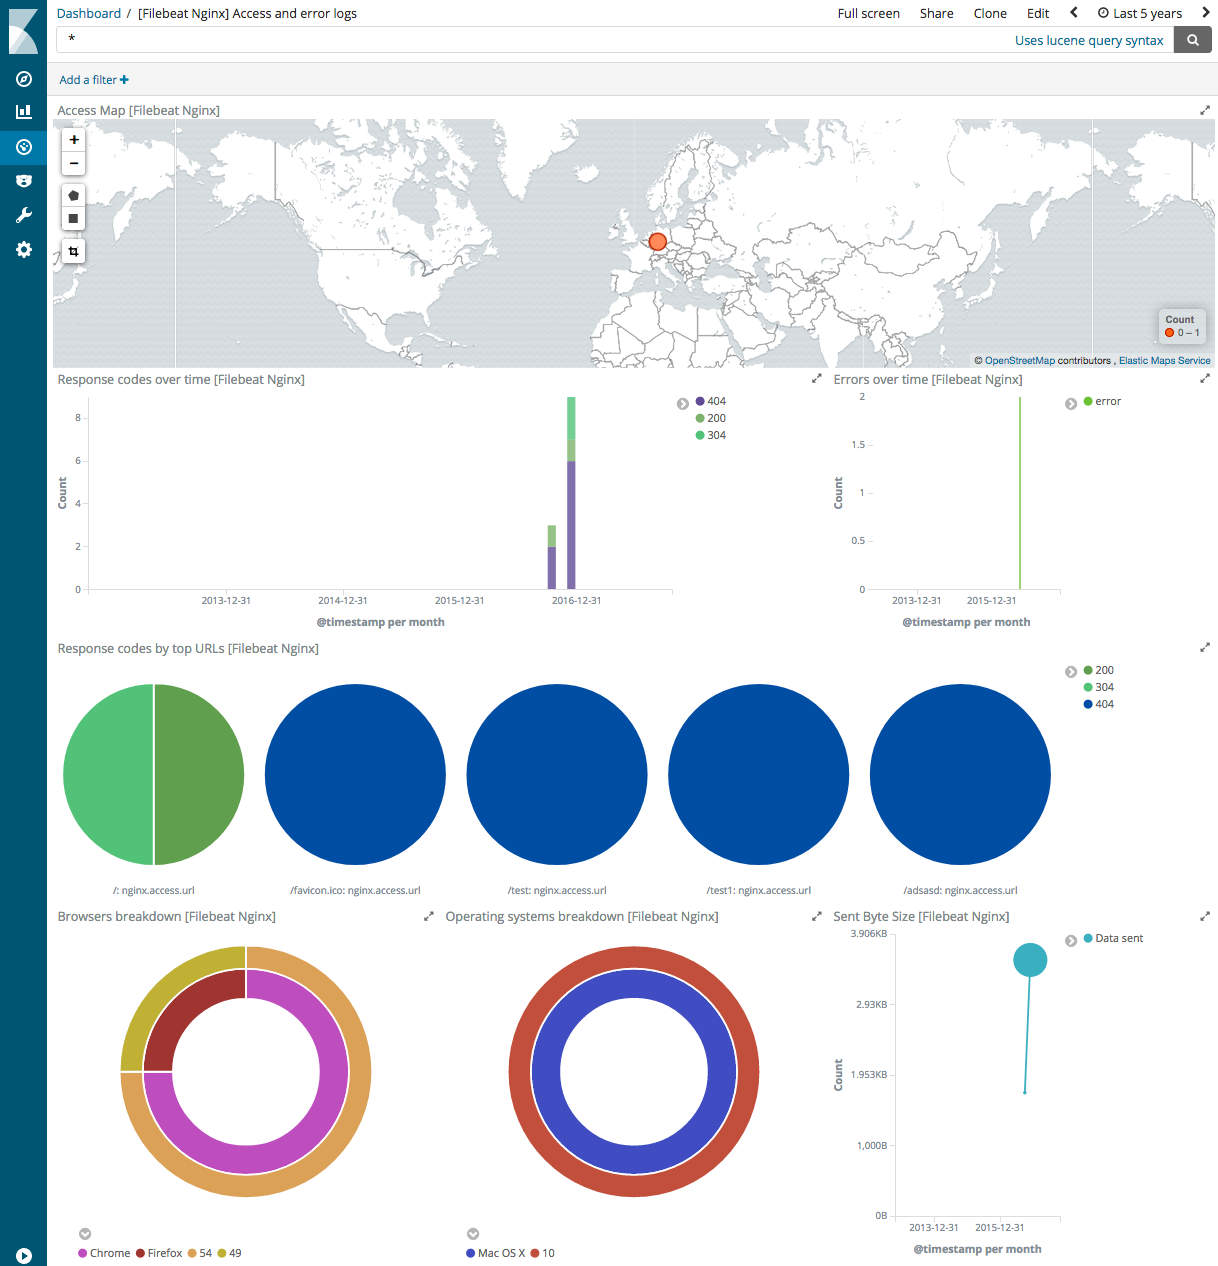 Dashboard / [Filebeat Nginx] Access and error logs
Full screen Share Clone Edit Last 5 years
*
Uses lucene query syntax
Add a filter +
Access Map [Filebeat Nginx]
+
−
Count
0 – 1
© OpenStreetMap contributors , Elastic Maps Service
Response codes over time [Filebeat Nginx]
8
6
4
2
0
Count
2013-12-31 2014-12-31 2015-12-31 2016-12-31
@timestamp per month
404
200
304
Errors over time [Filebeat Nginx]
2
1.5
1
0.5
0
Count
2013-12-31 2015-12-31
@timestamp per month
error
Response codes by top URLs [Filebeat Nginx]
200
304
404
/: nginx.access.url
/favicon.ico: nginx.access.url
/test: nginx.access.url
/test1: nginx.access.url
/adsasd: nginx.access.url
Browsers breakdown [Filebeat Nginx]
Chrome Firefox 54 49
Operating systems breakdown [Filebeat Nginx]
Mac OS X 10
Sent Byte Size [Filebeat Nginx]
3.906KB
2.93KB
1.953KB
1,000B
0B
Count
2013-12-31 2015-12-31
@timestamp per month
Data sent